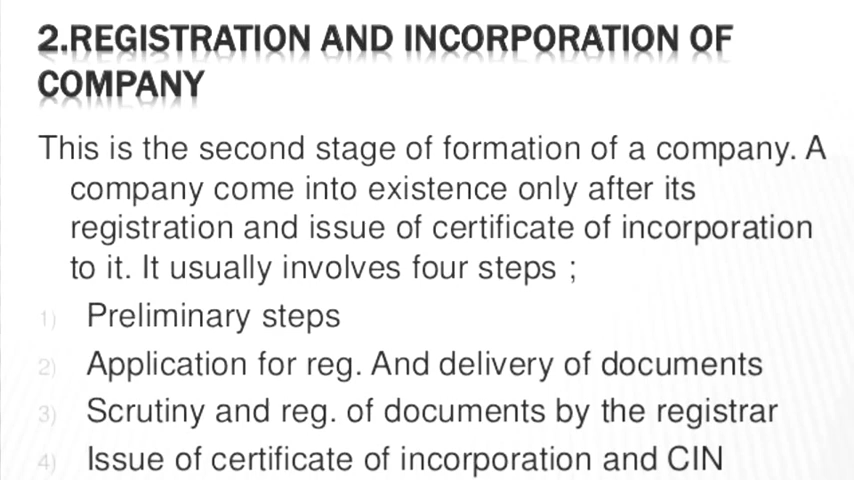 2.REGISTRATION AND INCORPORATION OF
COMPANY
This is the second stage of formation of a company. A
company come into existence only after its
registration and issue of certificate of incorporation
to it. It usually involves four steps ;
1) Preliminary steps
2) Application for reg. And delivery of documents
3) Scrutiny and reg. of documents by the registrar
4) Issue of certificate of incorporation and CIN